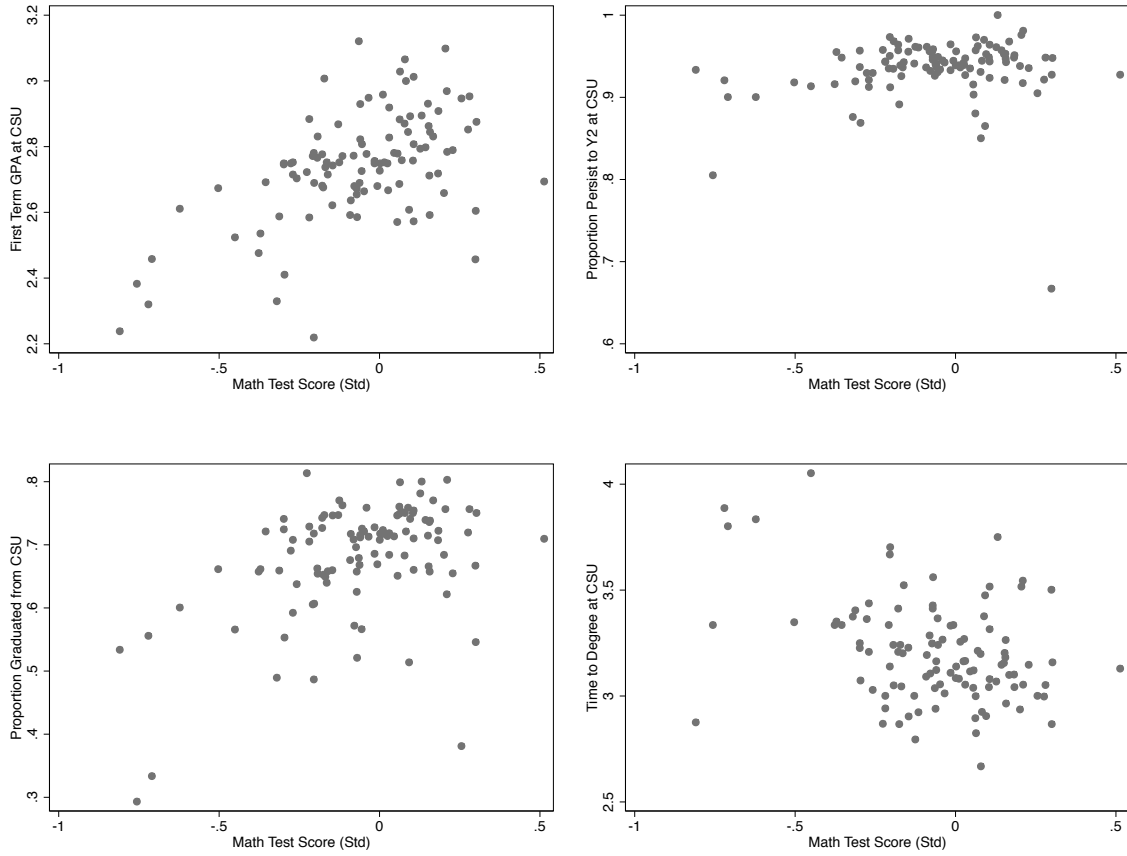 3.2
3
2.8
2.6
2.4
2.2
First Term GPA at CSU
-1 -.5 0 .5
Math Test Score (Std)
1
.9
.8
.7
.6
Proportion Persist to Y2 at CSU
-1 -.5 0 .5
Math Test Score (Std)
.8
.7
.6
.5
.4
.3
Proportion Graduated from CSU
-1 -.5 0 .5
Math Test Score (Std)
4
3.5
3
2.5
Time to Degree at CSU
-1 -.5 0 .5
Math Test Score (Std)